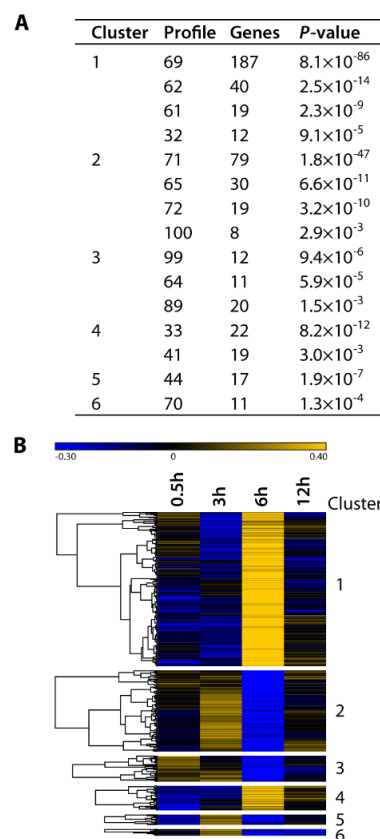 A
Cluster Profile Genes P-value
1 69 187 8.1×10⁻⁸⁶
62 40 2.5×10⁻¹⁴
61 19 2.3×10⁻⁹
32 12 9.1×10⁻⁵
2 71 79 1.8×10⁻⁴⁷
65 30 6.6×10⁻¹¹
72 19 3.2×10⁻¹⁰
100 8 2.9×10⁻³
3 99 12 9.4×10⁻⁶
64 11 5.9×10⁻⁵
89 20 1.5×10⁻³
4 33 22 8.2×10⁻¹²
41 19 3.0×10⁻³
5 44 17 1.9×10⁻⁷
6 70 11 1.3×10⁻⁴
B
-0.30 0 0.40
0.5h 3h 6h 12h Cluster
1
2
3
4
5
6